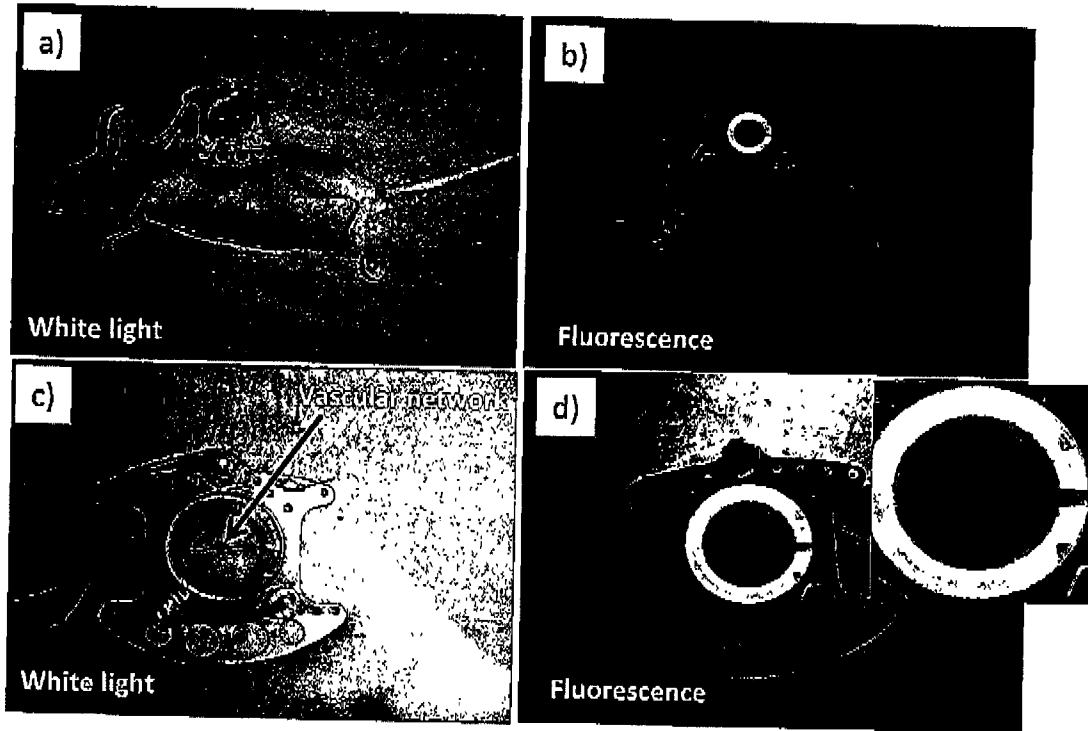 a)
b)
White light
Fluorescence
c)
Vascular network
d)
White light
Fluorescence